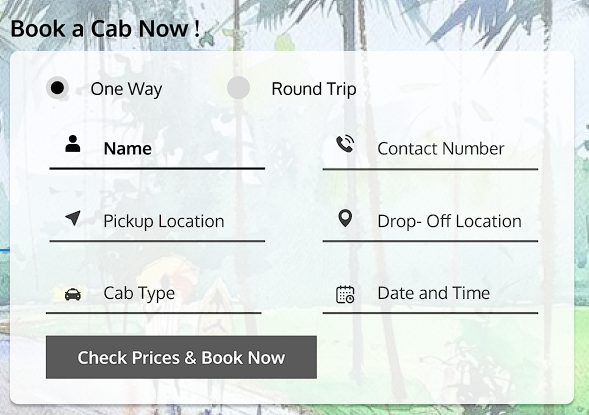 Book a Cab Now !
One Way Round Trip
Name Contact Number
Pickup Location Drop- Off Location
Cab Type Date and Time
Check Prices & Book Now